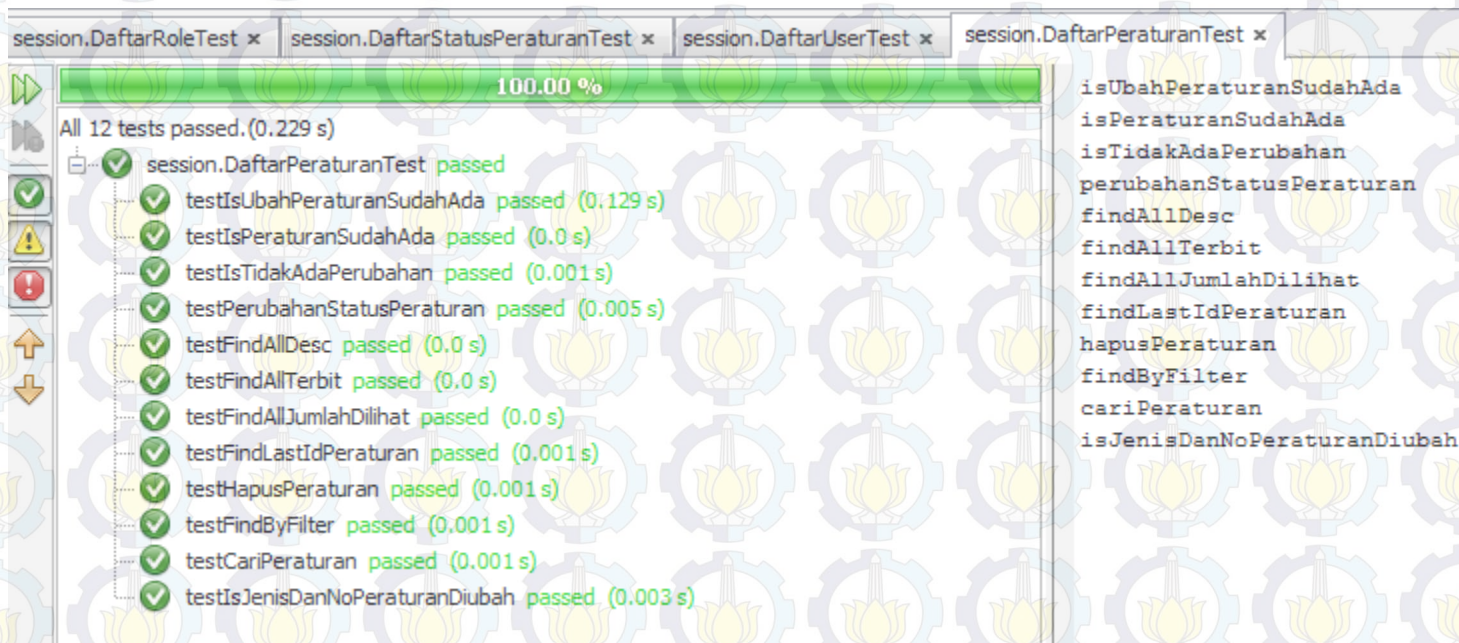 session.DaftarRoleTest × session.DaftarStatusPeraturanTest × session.DaftarUserTest × session.DaftarPeraturanTest ×
100.00 %
All 12 tests passed.(0.229 s)
session.DaftarPeraturanTest passed
testIsUbahPeraturanSudahAda passed (0.129 s)
testIsPeraturanSudahAda passed (0.0 s)
testIsTidakAdaPerubahan passed (0.001 s)
testPerubahanStatusPeraturan passed (0.005 s)
testFindAllDesc passed (0.0 s)
testFindAllTerbit passed (0.0 s)
testFindAllJumlahDilihat passed (0.0 s)
testFindLastIdPeraturan passed (0.001 s)
testHapusPeraturan passed (0.001 s)
testFindByFilter passed (0.001 s)
testCariPeraturan passed (0.001 s)
testIsJenisDanNoPeraturanDiubah passed (0.003 s)
isUbahPeraturanSudahAda
isPeraturanSudahAda
isTidakAdaPerubahan
perubahanStatusPeraturan
findAllDesc
findAllTerbit
findAllJumlahDilihat
findLastIdPeraturan
hapusPeraturan
findByFilter
cariPeraturan
isJenisDanNoPeraturanDiubah